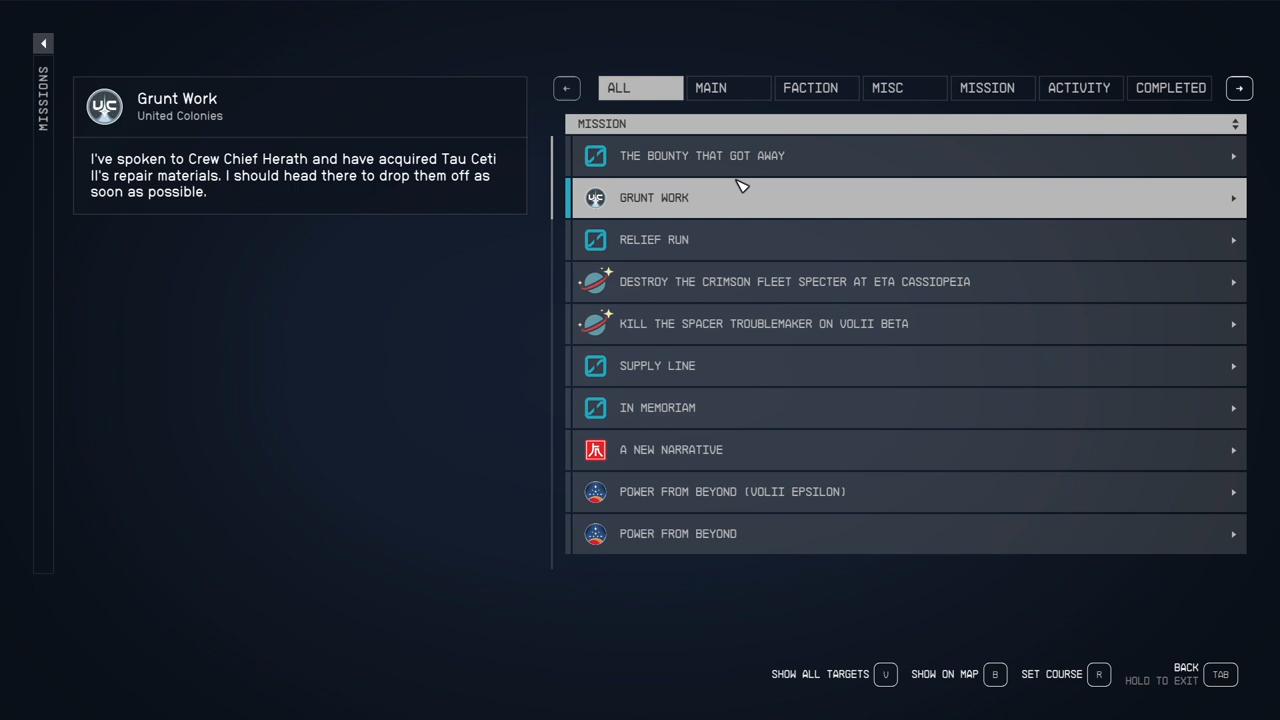 MISSIONS
UC
Grunt Work
United Colonies
I've spoken to Crew Chief Herath and have acquired Tau Ceti
II's repair materials. I should head there to drop them off as
soon as possible.
ALL
MAIN
FACTION
MISC
MISSION
ACTIVITY
COMPLETED
MISSION
THE BOUNTY THAT GOT AWAY
UC
GRUNT WORK
RELIEF RUN
DESTROY THE CRIMSON FLEET SPECTER AT ETA CASSIOPEIA
KILL THE SPACER TROUBLEMAKER ON VOLII BETA
SUPPLY LINE
IN MEMORIAM
A NEW NARRATIVE
POWER FROM BEYOND (VOLII EPSILON)
POWER FROM BEYOND
SHOW ALL TARGETS V
SHOW ON MAP B
SET COURSE R
BACK
HOLD TO EXIT
TAB